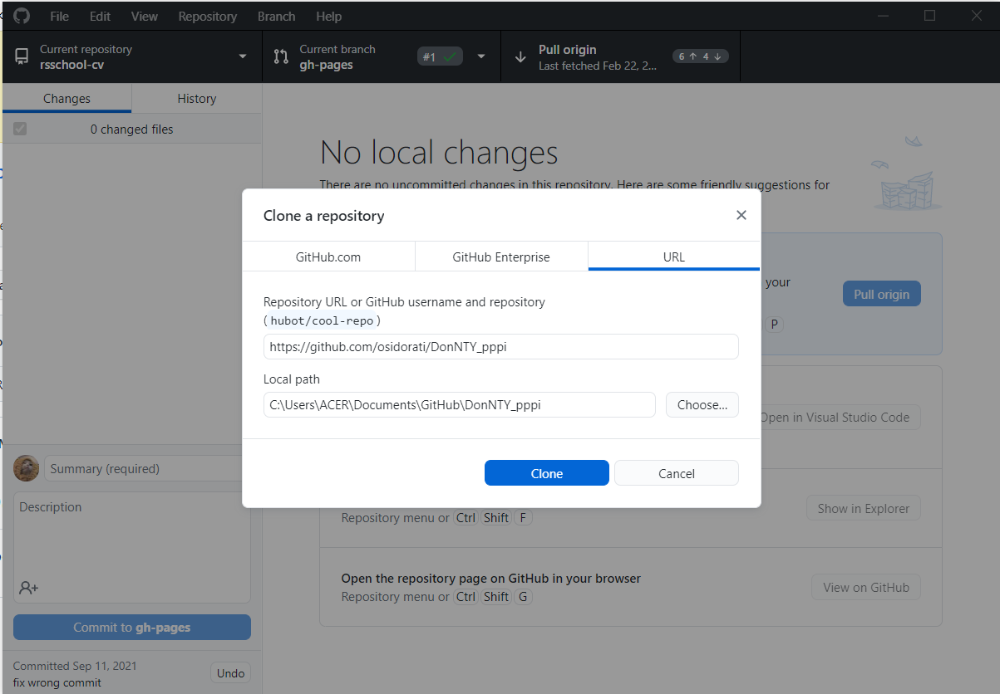 File Edit View Repository Branch Help
Current repository
rsschool-cv
Current branch
gh-pages
#1
Pull origin
Last fetched Feb 22, 2...
6 ↑ 4 ↓
Changes History
0 changed files
No local changes
There are no uncommitted changes in this repository. Here are some friendly suggestions for
Clone a repository
GitHub.com GitHub Enterprise URL
Repository URL or GitHub username and repository
(hubot/cool-repo)
https://github.com/osidorati/DonNTY_pppi
Local path
C:\Users\ACER\Documents\GitHub\DonNTY_pppi
Choose...
Clone Cancel
your
Pull origin
P
Open in Visual Studio Code
Repository menu or Ctrl Shift F
Show in Explorer
Open the repository page on GitHub in your browser
Repository menu or Ctrl Shift G
View on GitHub
Summary (required)
Description
Commit to gh-pages
Committed Sep 11, 2021
fix wrong commit
Undo